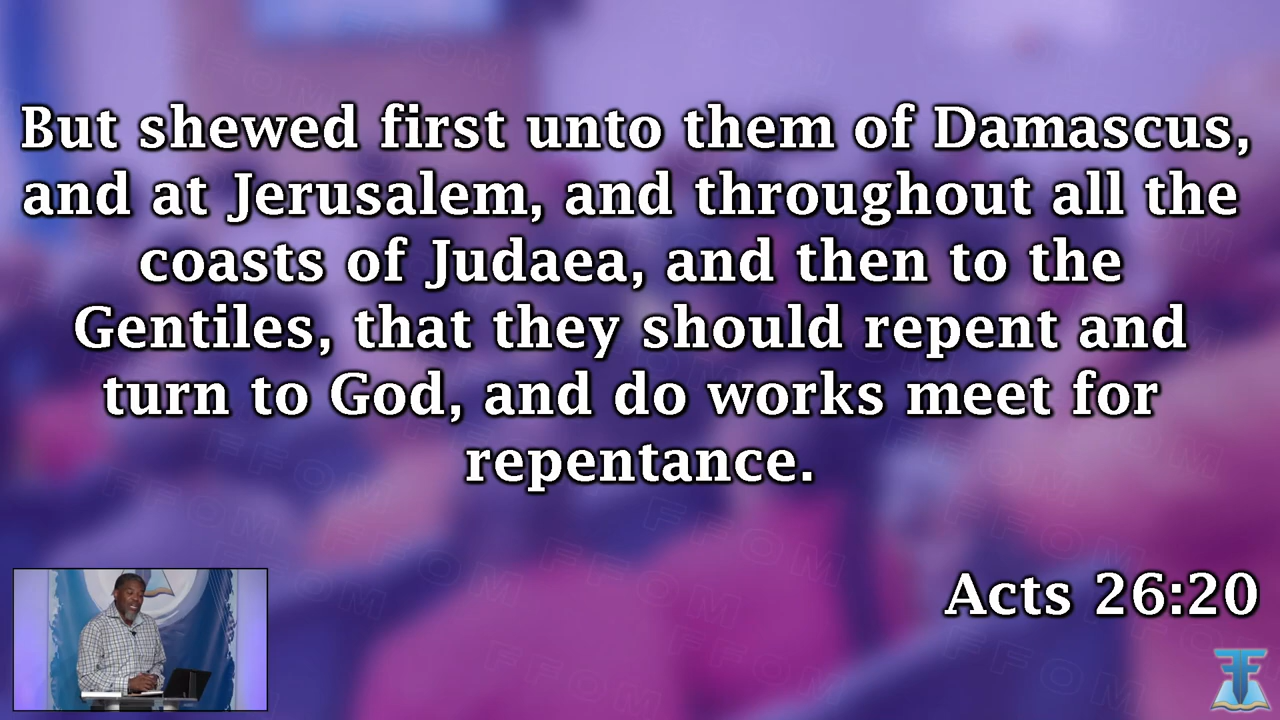 But shewed first unto them of Damascus,
and at Jerusalem, and throughout all the
coasts of Judaea, and then to the
Gentiles, that they should repent and
turn to God, and do works meet for
repentance.
Acts 26:20
FFOM